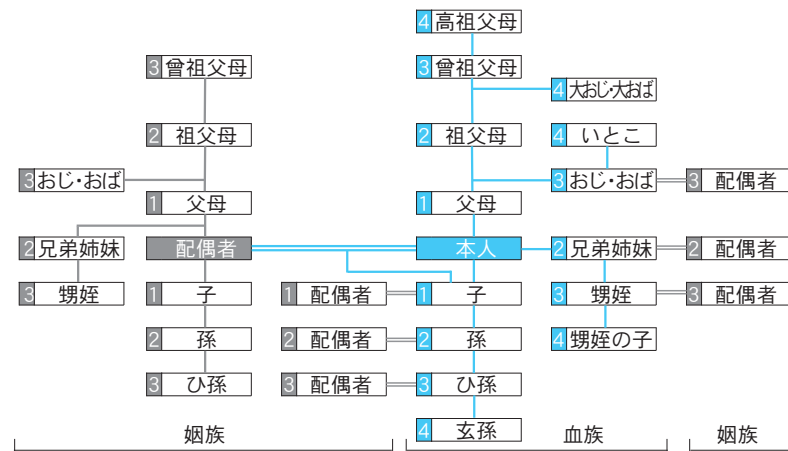 4 高祖父母
3 曾祖父母 3 曾祖父母
4 大おじ・大おば
2 祖父母 2 祖父母 4 いとこ
3 おじ・おば 3 おじ・おば 3 配偶者
1 父母 1 父母
2 兄弟姉妹 配偶者 本人 2 兄弟姉妹 2 配偶者
3 甥姪 1 子 1 配偶者 1 子 3 甥姪 3 配偶者
2 孫 2 配偶者 2 孫 4 甥姪の子
3 ひ孫 3 配偶者 3 ひ孫
4 玄孫
姻族 血族 姻族